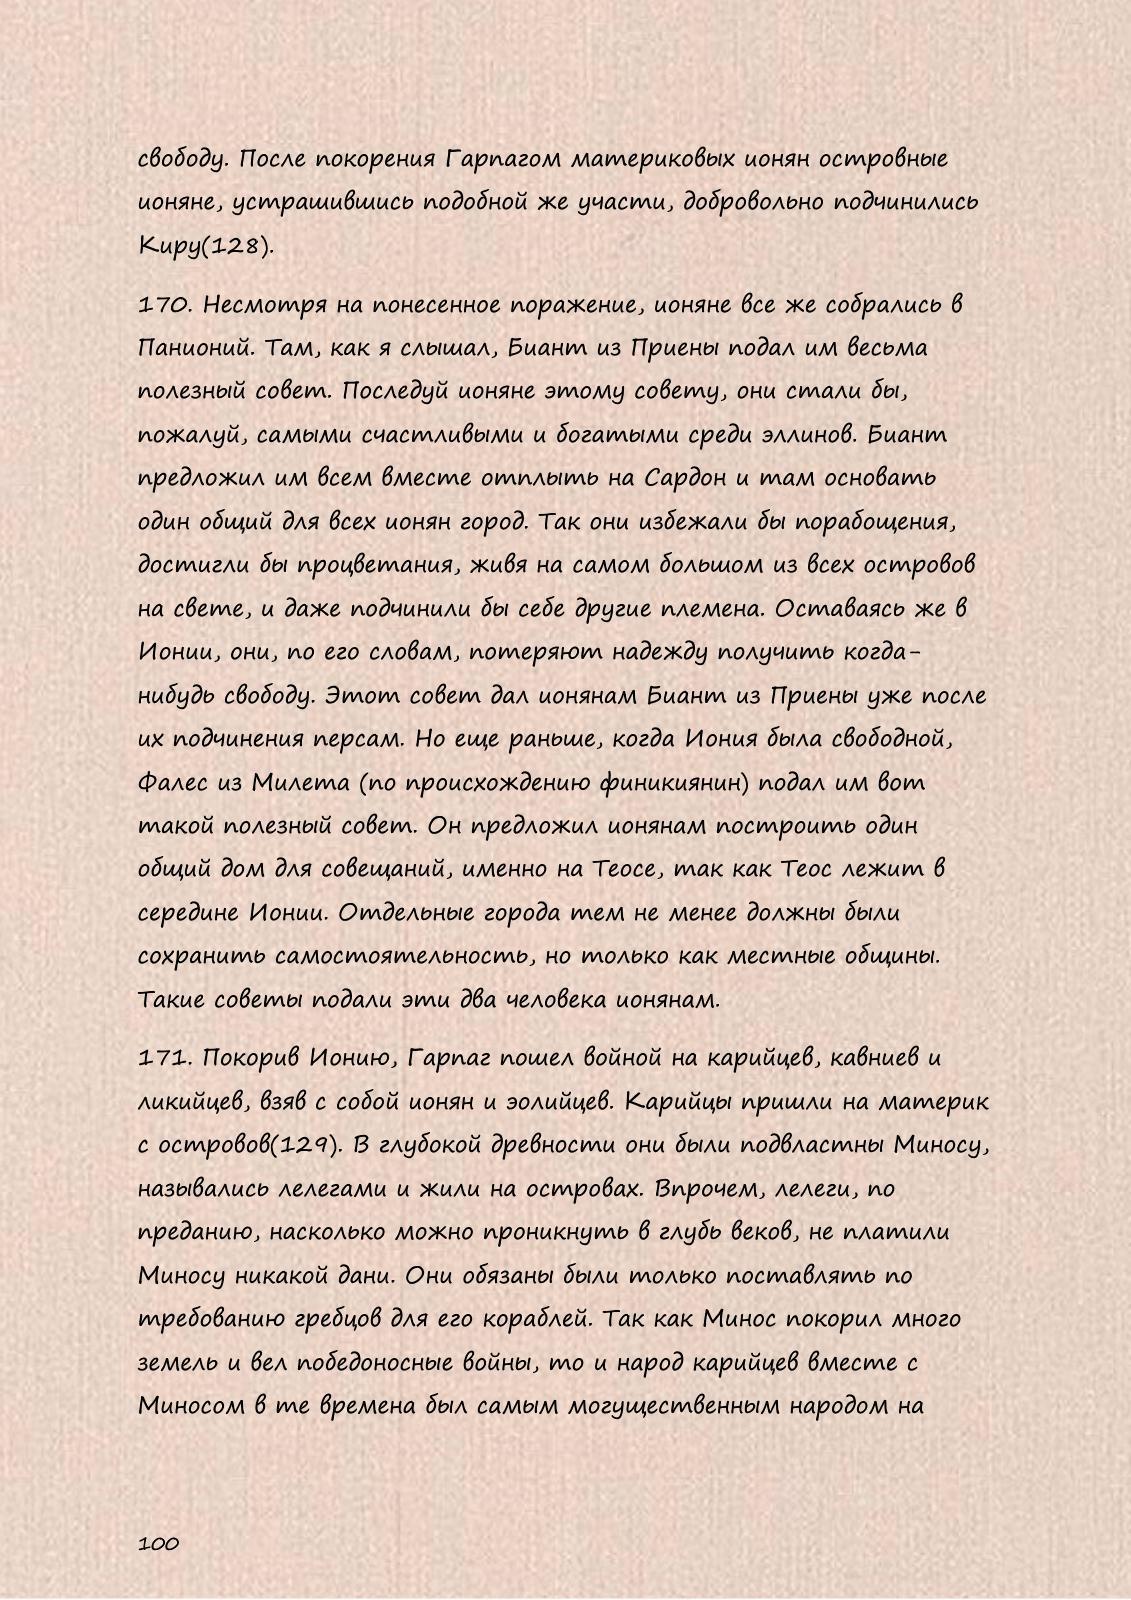 свободу. После покорения Гарпагом материковых ионян островные
ионяне, устрашившись подобной же участи, добровольно подчинились
Киру(128).
170. Несмотря на понесенное поражение, ионяне все же собрались в
Панионий. Там, как я слышал, Биант из Приены подал им весьма
полезный совет. Последуй ионяне этому совету, они стали бы,
пожалуй, самыми счастливыми и богатыми среди эллинов. Биант
предложил им всем вместе отплыть на Сардон и там основать
один общий для всех ионян город. Так они избежали бы порабощения,
достигли бы процветания, живя на самом большом из всех островов
на свете, и даже подчинили бы себе другие племена. Оставаясь же в
Ионии, они, по его словам, потеряют надежду получить когда-
нибудь свободу. Этот совет дал ионянам Биант из Приены уже после
их подчинения персам. Но еще раньше, когда Иония была свободной,
Фалес из Милета (по происхождению финикиянин) подал им вот
такой полезный совет. Он предложил ионянам построить один
общий дом для совещаний, именно на Теосе, так как Теос лежит в
середине Ионии. Отдельные города тем не менее должны были
сохранить самостоятельность, но только как местные общины.
Такие советы подали эти два человека ионянам.
171. Покорив Ионию, Гарпаг пошел войной на карийцев, кавниев и
ликийцев, взяв с собой ионян и эолийцев. Карийцы пришли на материк
с островов(129). В глубокой древности они были подвластны Миносу,
назывались лелегами и жили на островах. Впрочем, лелеги, по
преданию, насколько можно проникнуть в глубь веков, не платили
Миносу никакой дани. Они обязаны были только поставлять по
требованию гребцов для его кораблей. Так как Минос покорил много
земель и вел победоносные войны, то и народ карийцев вместе с
Миносом в те времена был самым могущественным народом на
100